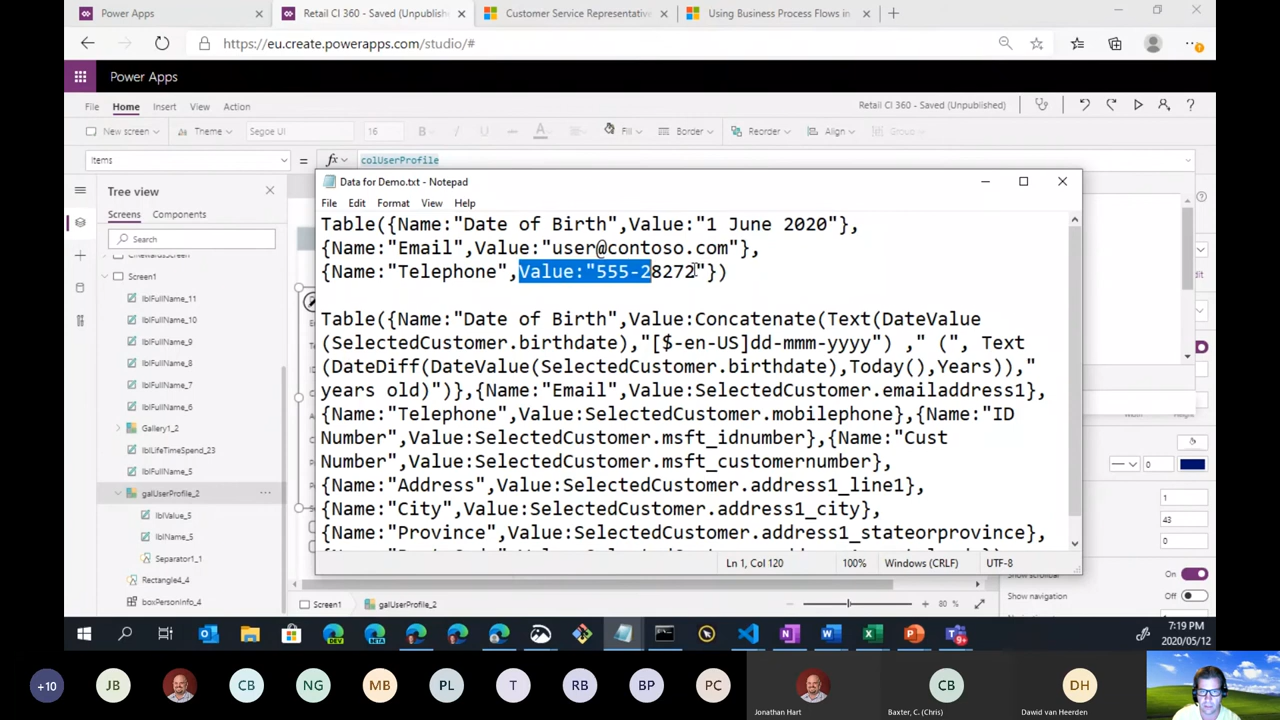 Power Apps
Retail CI 360 - Saved (Unpublish
Customer Service Representative
Using Business Process Flows in
https://eu.create.powerapps.com/studio/#
Power Apps
File Home Insert View Action
Retail CI 360 - Saved (Unpublished)
New screen Theme Segoe UI 16 B U A Fill Border Reorder Align Group
Items = fx colUserProfile
Tree view
Screens Components
Search
Screen1
lblFullName_11
lblFullName_10
lblFullName_9
lblFullName_8
lblFullName_7
lblFullName_6
Gallery1_2
lblLifeTimeSpend_23
lblFullName_5
galUserProfile_2
lblValue_5
lblName_5
Separator1_1
Rectangle4_4
boxPersonInfo_4
Data for Demo.txt - Notepad
File Edit Format View Help
Table({Name:"Date of Birth",Value:"1 June 2020"},
{Name:"Email",Value:"user@contoso.com"},
{Name:"Telephone",Value:"555-28272"})
Table({Name:"Date of Birth",Value:Concatenate(Text(DateValue
(SelectedCustomer.birthdate),"[$-en-US]dd-mmm-yyyy") ," (", Text
(DateDiff(DateValue(SelectedCustomer.birthdate),Today(),Years)),"
years old)")},{Name:"Email",Value:SelectedCustomer.emailaddress1},
{Name:"Telephone",Value:SelectedCustomer.mobilephone},{Name:"ID
Number",Value:SelectedCustomer.msft_idnumber},{Name:"Cust
Number",Value:SelectedCustomer.msft_customernumber},
{Name:"Address",Value:SelectedCustomer.address1_line1},
{Name:"City",Value:SelectedCustomer.address1_city},
{Name:"Province",Value:SelectedCustomer.address1_stateorprovince},
Ln 1, Col 120 100% Windows (CRLF) UTF-8
0
1
43
0
On
Show navigation Off
Screen1 galUserProfile_2
80 %
DEV BETA
9+
7:19 PM
2020/05/12
+10 JB CB NG MB PL T RB BP PC CB DH
Jonathan Hart
Baxter, C. (Chris)
Dawid van Heerden